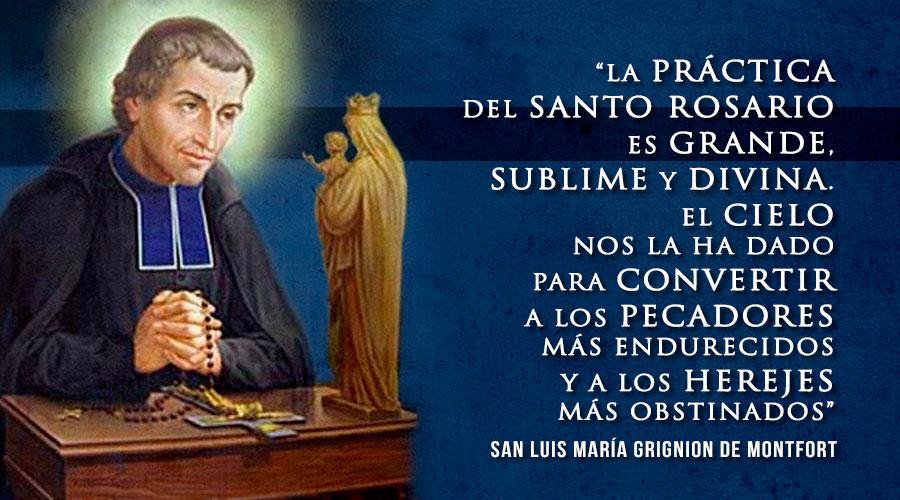 “LA PRÁCTICA
DEL SANTO ROSARIO
ES GRANDE,
SUBLIME Y DIVINA.
EL CIELO
NOS LA HA DADO
PARA CONVERTIR
A LOS PECADORES
MÁS ENDURECIDOS
Y A LOS HEREJES
MÁS OBSTINADOS”
SAN LUIS MARÍA GRIGNION DE MONTFORT